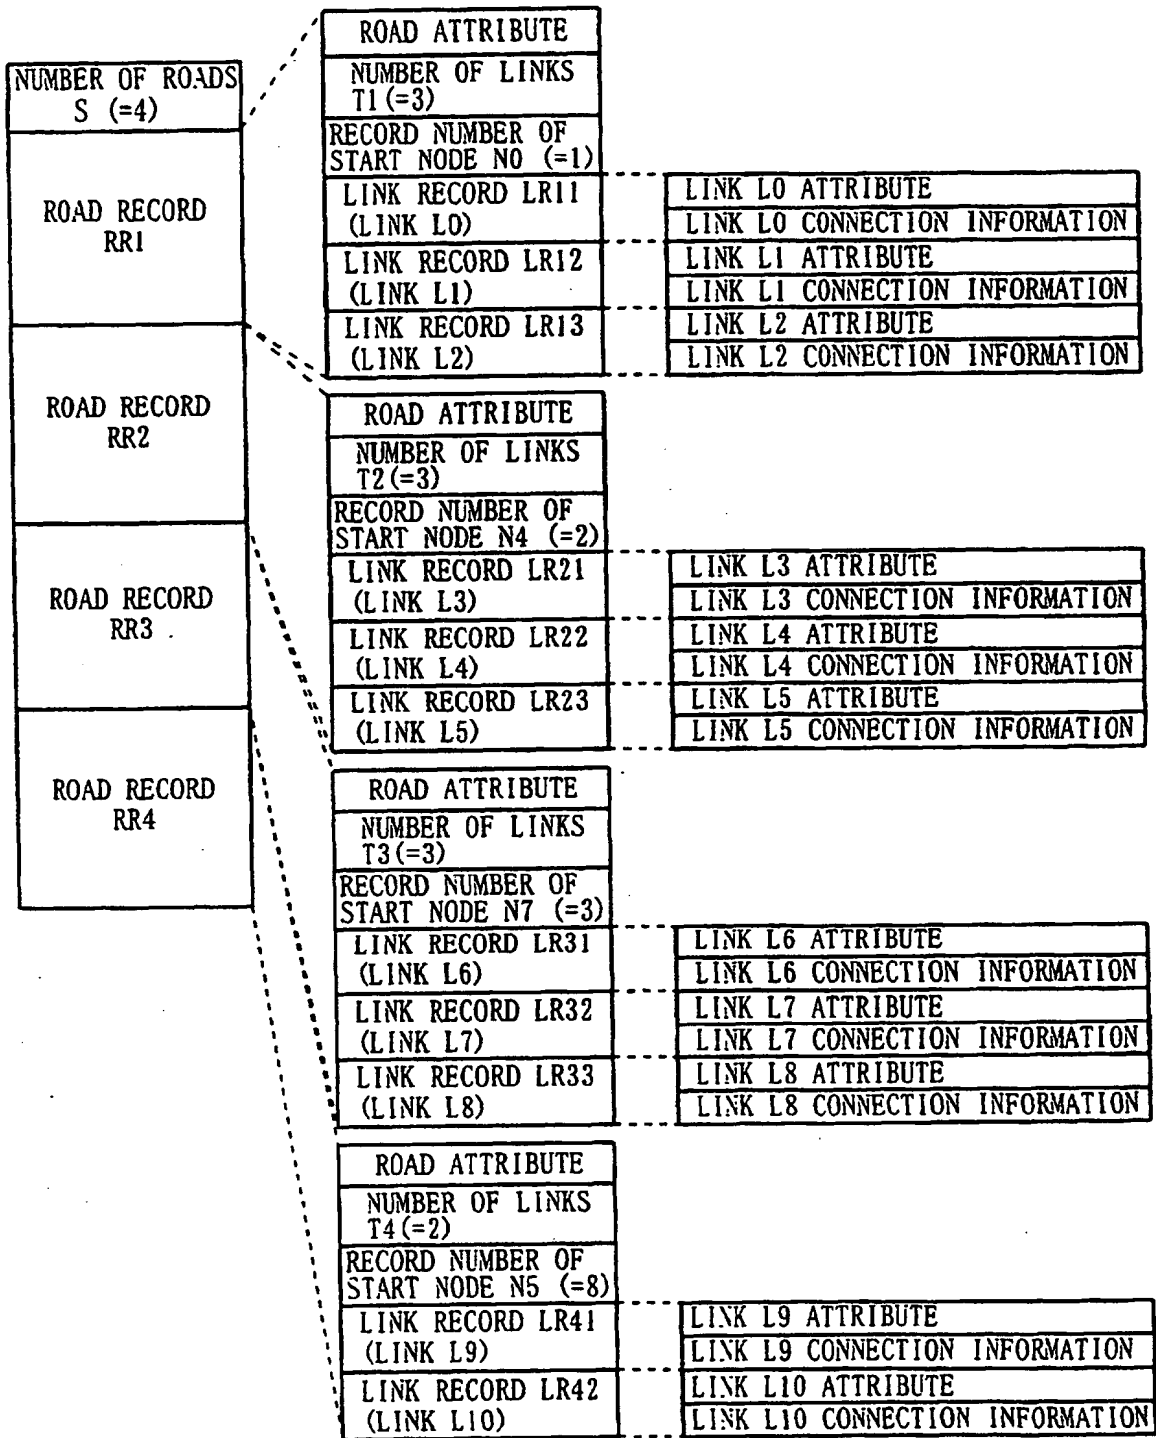 NUMBER OF ROADS
S (=4)
ROAD RECORD
RR1
ROAD RECORD
RR2
ROAD RECORD
RR3
ROAD RECORD
RR4
ROAD ATTRIBUTE
NUMBER OF LINKS
T1(=3)
RECORD NUMBER OF
START NODE N0 (=1)
LINK RECORD LR11
(LINK L0)
LINK RECORD LR12
(LINK L1)
LINK RECORD LR13
(LINK L2)
LINK L0 ATTRIBUTE
LINK L0 CONNECTION INFORMATION
LINK L1 ATTRIBUTE
LINK L1 CONNECTION INFORMATION
LINK L2 ATTRIBUTE
LINK L2 CONNECTION INFORMATION
ROAD ATTRIBUTE
NUMBER OF LINKS
T2(=3)
RECORD NUMBER OF
START NODE N4 (=2)
LINK RECORD LR21
(LINK L3)
LINK RECORD LR22
(LINK L4)
LINK RECORD LR23
(LINK L5)
LINK L3 ATTRIBUTE
LINK L3 CONNECTION INFORMATION
LINK L4 ATTRIBUTE
LINK L4 CONNECTION INFORMATION
LINK L5 ATTRIBUTE
LINK L5 CONNECTION INFORMATION
ROAD ATTRIBUTE
NUMBER OF LINKS
T3(=3)
RECORD NUMBER OF
START NODE N7 (=3)
LINK RECORD LR31
(LINK L6)
LINK RECORD LR32
(LINK L7)
LINK RECORD LR33
(LINK L8)
LINK L6 ATTRIBUTE
LINK L6 CONNECTION INFORMATION
LINK L7 ATTRIBUTE
LINK L7 CONNECTION INFORMATION
LINK L8 ATTRIBUTE
LINK L8 CONNECTION INFORMATION
ROAD ATTRIBUTE
NUMBER OF LINKS
T4(=2)
RECORD NUMBER OF
START NODE N5 (=8)
LINK RECORD LR41
(LINK L9)
LINK RECORD LR42
(LINK L10)
LINK L9 ATTRIBUTE
LINK L9 CONNECTION INFORMATION
LINK L10 ATTRIBUTE
LINK L10 CONNECTION INFORMATION